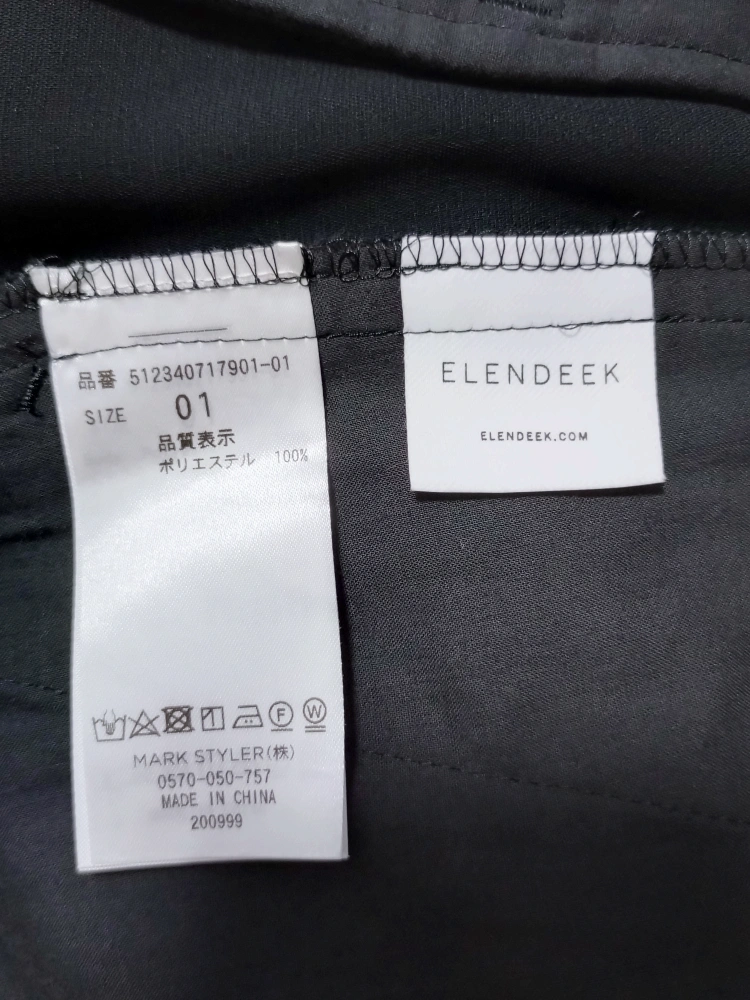 品番 512340717901-01
SIZE 01
品質表示
ポリエステル 100%
F W
MARK STYLER(株)
0570-050-757
MADE IN CHINA
200999
ELENDEEK
ELENDEEK.COM